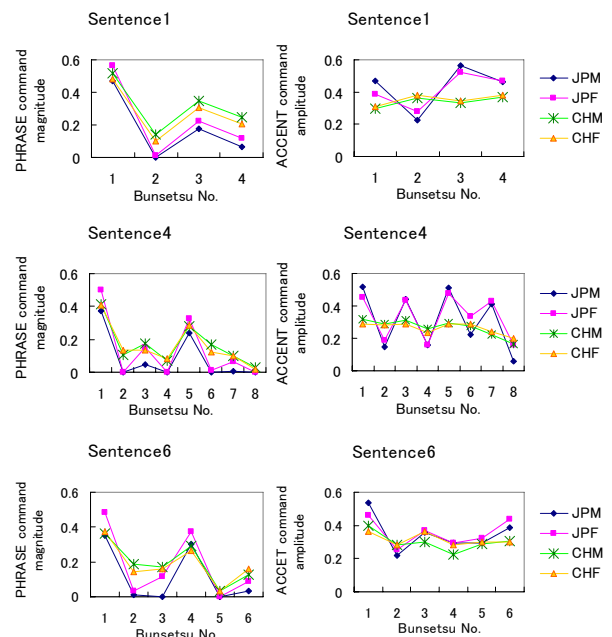 Sentence1
PHRASE command
magnitude
0.6
0.4
0.2
0
1 2 3 4
Bunsetsu No.
Sentence1
ACCENT command
amplitude
0.6
0.4
0.2
0
1 2 3 4
Bunsetsu No.
JPM
JPF
CHM
CHF
Sentence4
PHRASE command
magnitude
0.6
0.4
0.2
0
1 2 3 4 5 6 7 8
Bunsetsu No.
Sentence4
ACCENT command
amplitude
0.6
0.4
0.2
0
1 2 3 4 5 6 7 8
Bunsetsu No.
JPM
JPF
CHM
CHF
Sentence6
PHRASE command
magnitude
0.6
0.4
0.2
0
1 2 3 4 5 6
Bunsetsu No.
Sentence6
ACCET command
amplitude
0.6
0.4
0.2
0
1 2 3 4 5 6
Bunsetsu No.
JPM
JPF
CHM
CHF